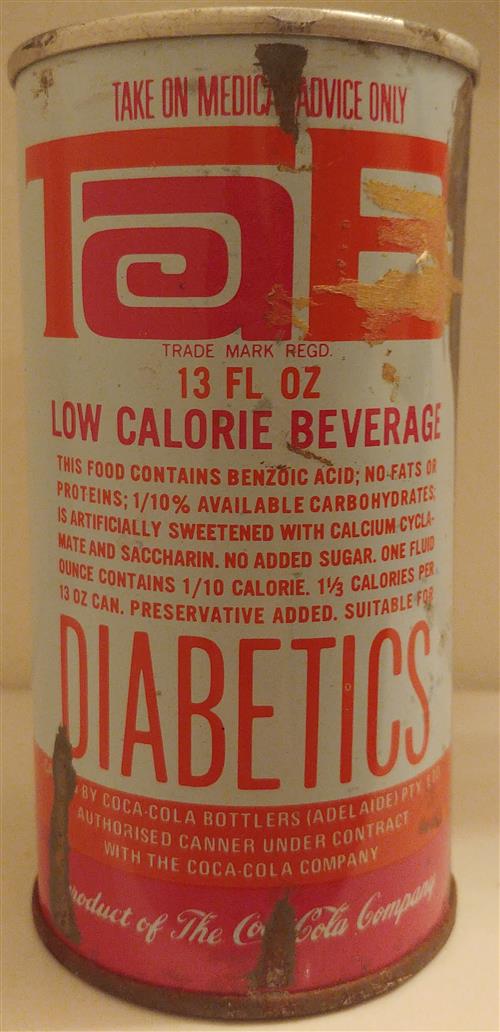 TAKE ON MEDICAL ADVICE ONLY
TaB
TRADE MARK REGD.
13 FL OZ
LOW CALORIE BEVERAGE
THIS FOOD CONTAINS BENZOIC ACID; NO FATS OR
PROTEINS; 1/10% AVAILABLE CARBOHYDRATES;
IS ARTIFICIALLY SWEETENED WITH CALCIUM CYCLA-
MATE AND SACCHARIN. NO ADDED SUGAR. ONE FLUID
OUNCE CONTAINS 1/10 CALORIE. 1⅓ CALORIES PER
13 OZ CAN. PRESERVATIVE ADDED. SUITABLE FOR
DIABETICS
BY COCA-COLA BOTTLERS (ADELAIDE) PTY.
AUTHORISED CANNER UNDER CONTRACT
WITH THE COCA-COLA COMPANY
Product of The Coca-Cola Company